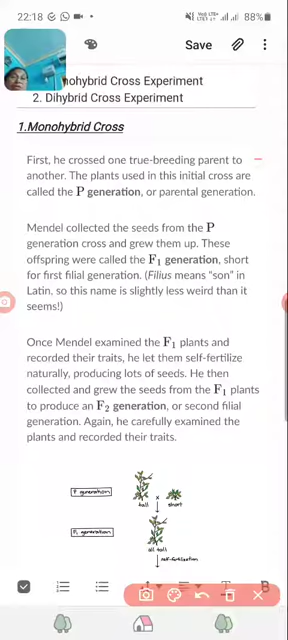 22:18
88%
Save
nohybrid Cross Experiment
2. Dihybrid Cross Experiment
1.Monohybrid Cross
First, he crossed one true-breeding parent to
another. The plants used in this initial cross are
called the P generation, or parental generation.
Mendel collected the seeds from the P
generation cross and grew them up. These
offspring were called the F1 generation, short
for first filial generation. (Filius means “son” in
Latin, so this name is slightly less weird than it
seems!)
Once Mendel examined the F1 plants and
recorded their traits, he let them self-fertilize
naturally, producing lots of seeds. He then
collected and grew the seeds from the F1 plants
to produce an F2 generation, or second filial
generation. Again, he carefully examined the
plants and recorded their traits.
P generation
x
tall short
F1 generation
all tall
self-fertilization